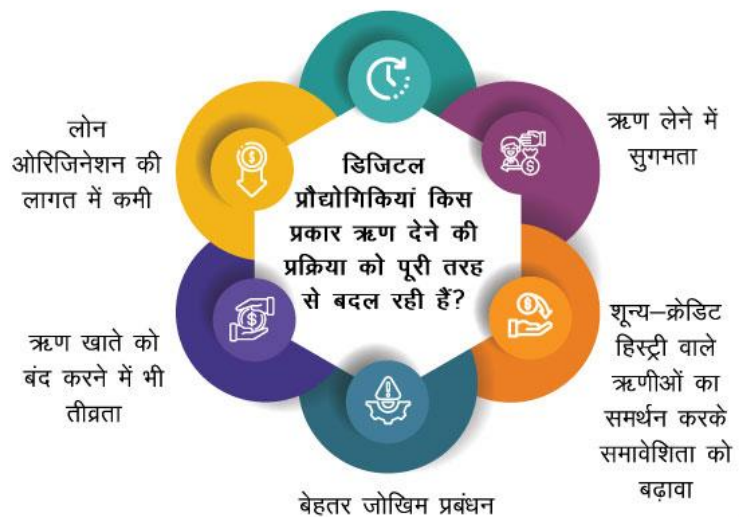 डिजिटल
प्रौद्योगिकियां किस
प्रकार ऋण देने की
प्रक्रिया को पूरी तरह
से बदल रही हैं?
ऋण लेने में
सुगमता
शून्य–क्रेडिट
हिस्ट्री वाले
ऋणीओं का
समर्थन करके
समावेशिता को
बढ़ावा
बेहतर जोखिम प्रबंधन
ऋण खाते को
बंद करने में भी
तीव्रता
लोन
ओरिजिनेशन की
लागत में कमी